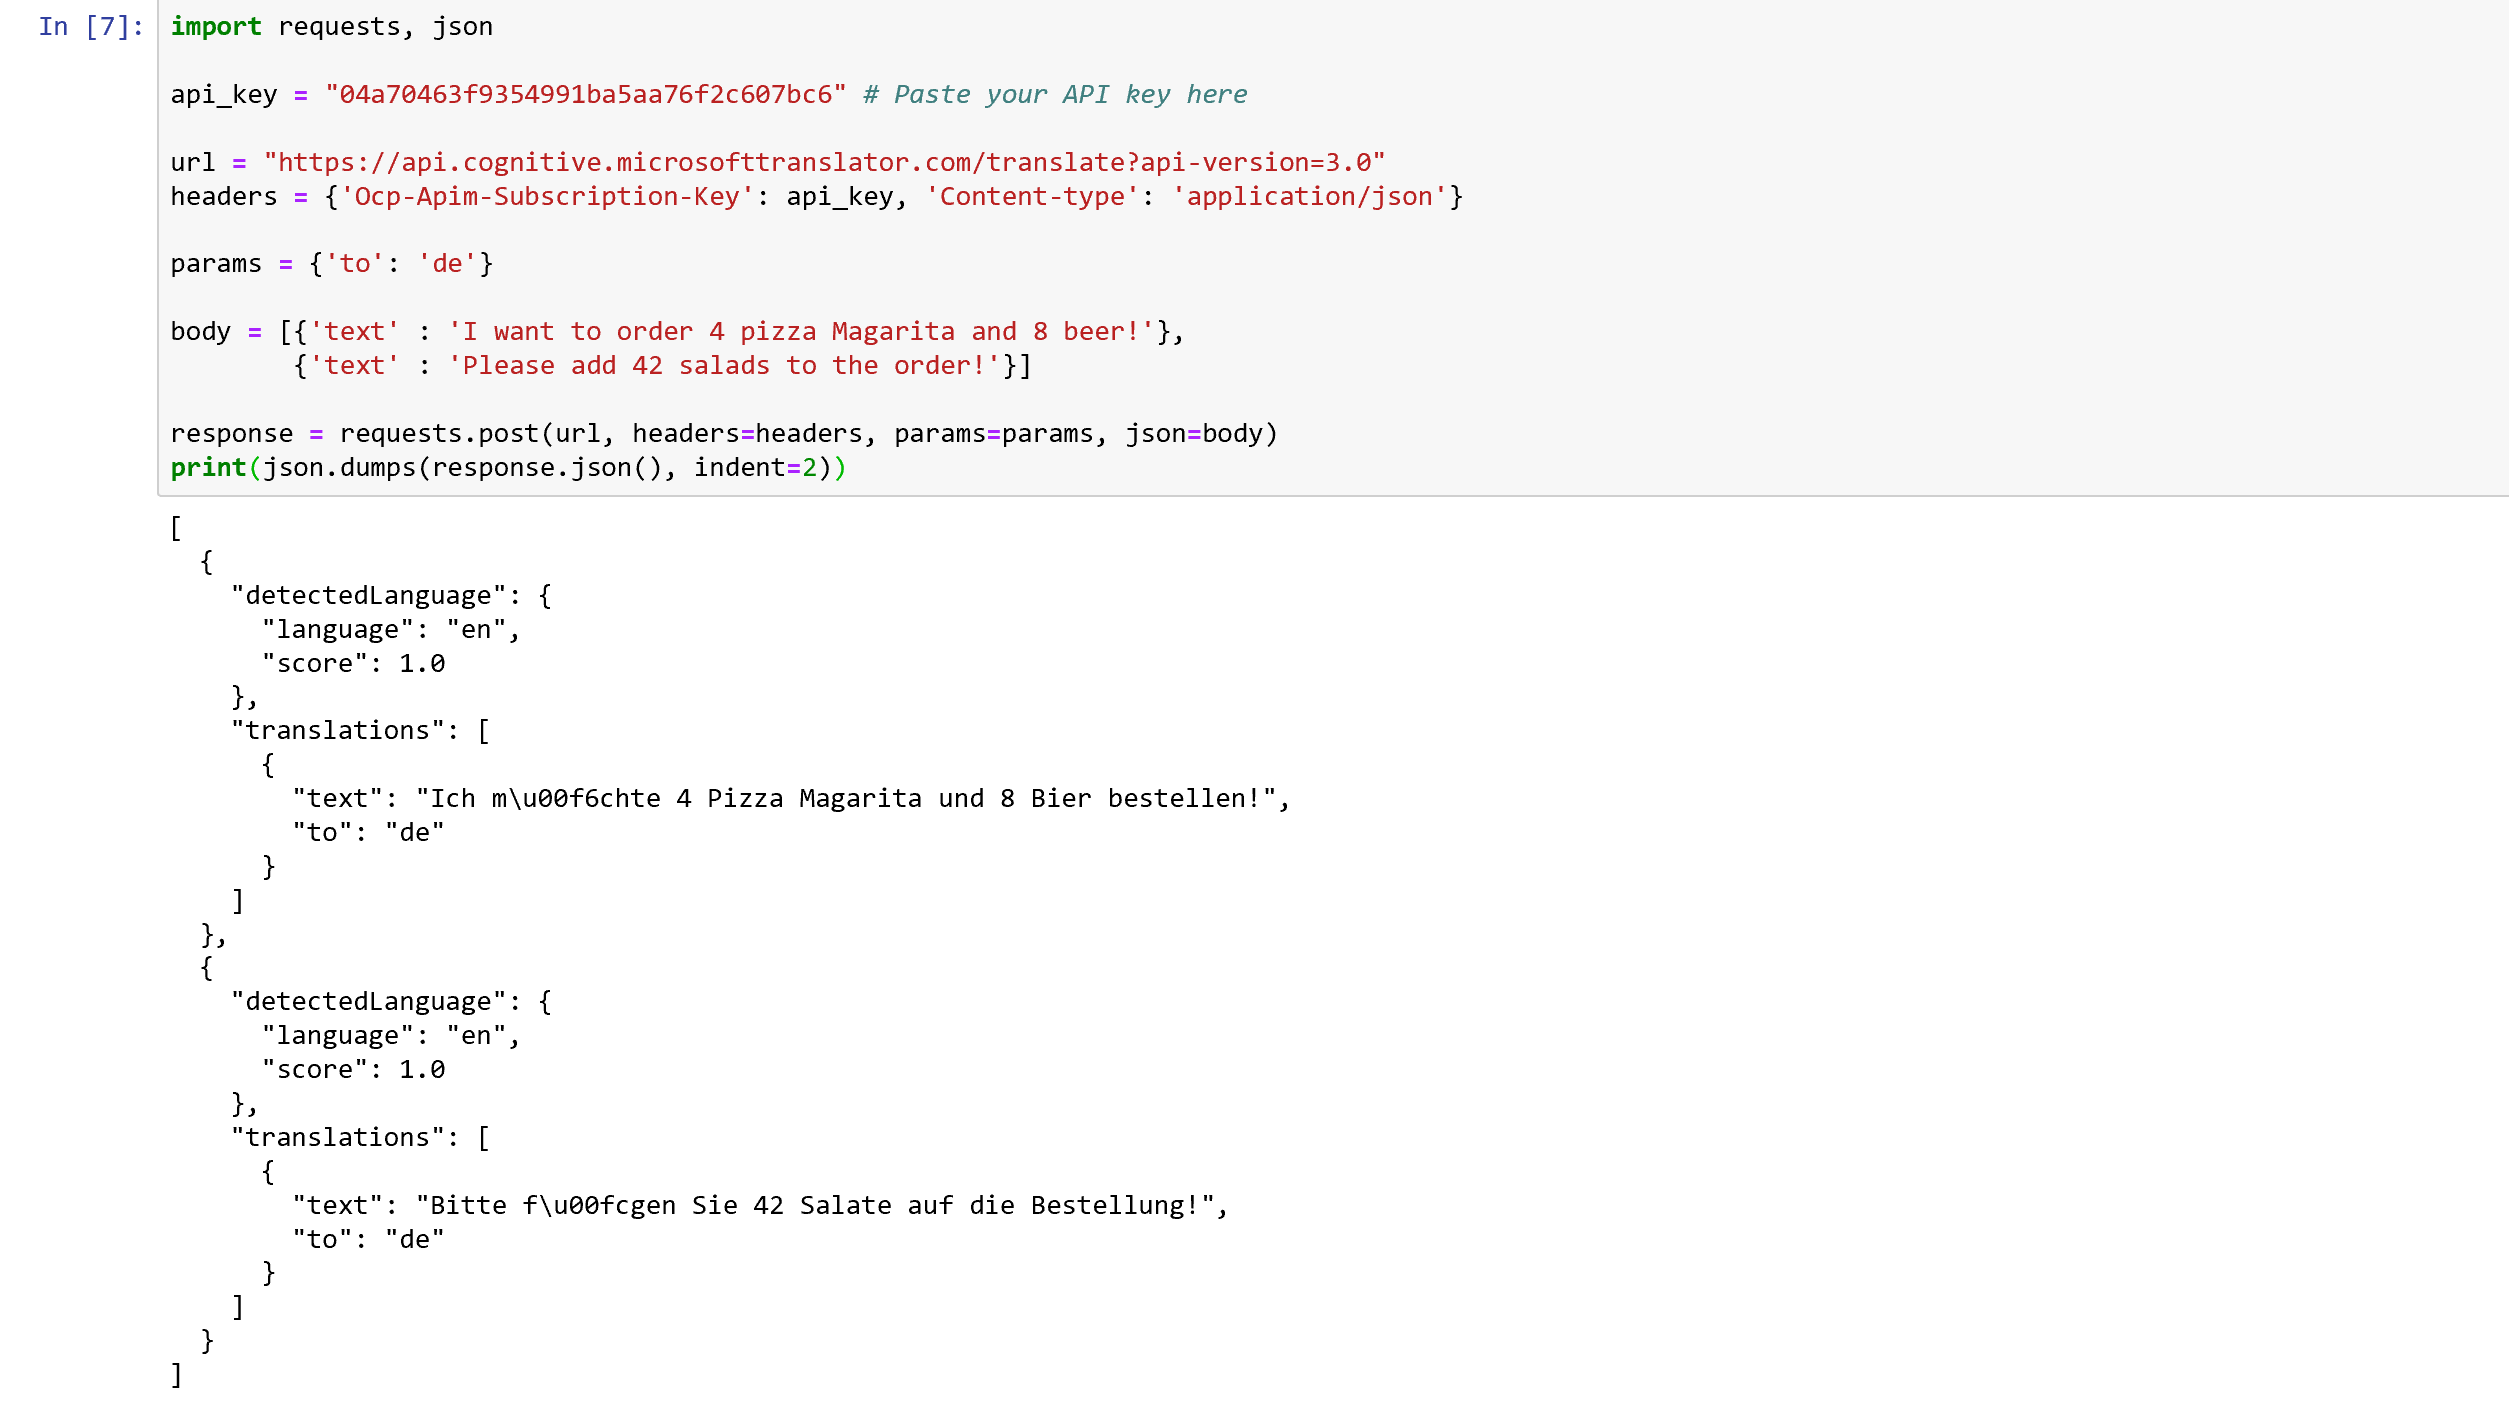 In [7]: import requests, json
api_key = "04a70463f9354991ba5aa76f2c607bc6" # Paste your API key here
url = "https://api.cognitive.microsofttranslator.com/translate?api-version=3.0"
headers = {'Ocp-Apim-Subscription-Key': api_key, 'Content-type': 'application/json'}
params = {'to': 'de'}
body = [{'text' : 'I want to order 4 pizza Magarita and 8 beer!'},
{'text' : 'Please add 42 salads to the order!'}]
response = requests.post(url, headers=headers, params=params, json=body)
print(json.dumps(response.json(), indent=2))
[
{
"detectedLanguage": {
"language": "en",
"score": 1.0
},
"translations": [
{
"text": "Ich m\u00f6chte 4 Pizza Magarita und 8 Bier bestellen!",
"to": "de"
}
]
},
{
"detectedLanguage": {
"language": "en",
"score": 1.0
},
"translations": [
{
"text": "Bitte f\u00fcgen Sie 42 Salate auf die Bestellung!",
"to": "de"
}
]
}
]